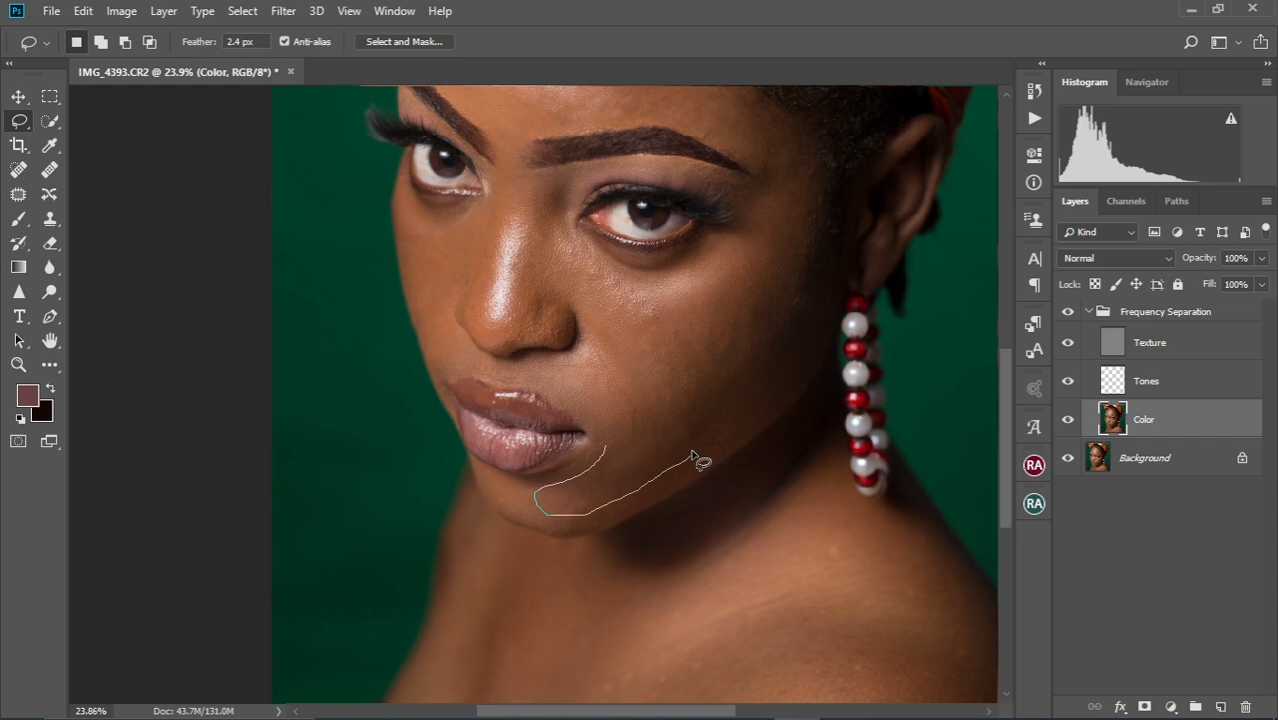 Ps File Edit Image Layer Type Select Filter 3D View Window Help
Feather: 2.4 px Anti-alias Select and Mask...
IMG_4393.CR2 @ 23.9% (Color, RGB/8*) *
Histogram Navigator
Layers Channels Paths
Kind
Normal Opacity: 100%
Lock: Fill: 100%
Frequency Separation
Texture
Tones
Color
Background
RA
RA
23.86% Doc: 43.7M/131.0M